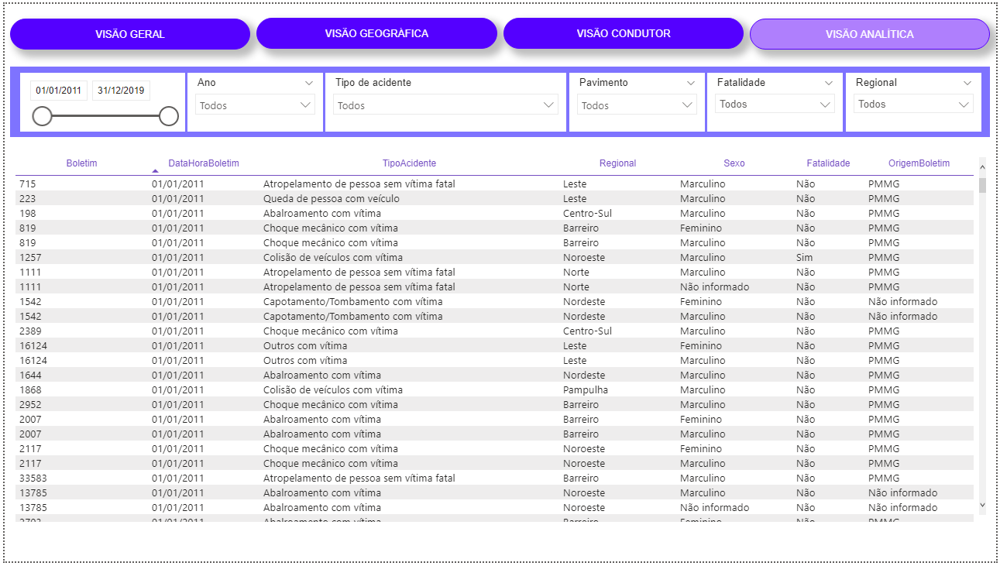 VISÃO GERAL VISÃO GEOGRÁFICA VISÃO CONDUTOR VISÃO ANALÍTICA
01/01/2011 31/12/2019 Ano Tipo de acidente Pavimento Fatalidade Regional
Todos Todos Todos Todos Todos
Boletim DataHoraBoletim TipoAcidente Regional Sexo Fatalidade OrigemBoletim
715 01/01/2011 Atropelamento de pessoa sem vítima fatal Leste Marculino Não PMMG
223 01/01/2011 Queda de pessoa com veículo Leste Marculino Não PMMG
198 01/01/2011 Abalroamento com vítima Centro-Sul Marculino Não PMMG
819 01/01/2011 Choque mecânico com vítima Barreiro Feminino Não PMMG
819 01/01/2011 Choque mecânico com vítima Barreiro Marculino Não PMMG
1257 01/01/2011 Colisão de veículos com vítima Noroeste Marculino Sim PMMG
1111 01/01/2011 Atropelamento de pessoa sem vítima fatal Norte Marculino Não PMMG
1111 01/01/2011 Atropelamento de pessoa sem vítima fatal Norte Não informado Não PMMG
1542 01/01/2011 Capotamento/Tombamento com vítima Nordeste Feminino Não Não informado
1542 01/01/2011 Capotamento/Tombamento com vítima Nordeste Marculino Não Não informado
2389 01/01/2011 Choque mecânico com vítima Centro-Sul Marculino Não PMMG
16124 01/01/2011 Outros com vítima Leste Feminino Não PMMG
16124 01/01/2011 Outros com vítima Leste Marculino Não PMMG
1644 01/01/2011 Abalroamento com vítima Nordeste Marculino Não PMMG
1868 01/01/2011 Colisão de veículos com vítima Pampulha Marculino Não PMMG
2952 01/01/2011 Choque mecânico com vítima Barreiro Marculino Não PMMG
2007 01/01/2011 Abalroamento com vítima Barreiro Feminino Não PMMG
2007 01/01/2011 Abalroamento com vítima Barreiro Marculino Não PMMG
2117 01/01/2011 Choque mecânico com vítima Noroeste Feminino Não PMMG
2117 01/01/2011 Choque mecânico com vítima Noroeste Marculino Não PMMG
33583 01/01/2011 Atropelamento de pessoa sem vítima fatal Barreiro Marculino Não PMMG
13785 01/01/2011 Abalroamento com vítima Noroeste Marculino Não Não informado
13785 01/01/2011 Abalroamento com vítima Noroeste Não informado Não Não informado
01/01/2011 Abalroamento com vítima Barreiro Feminino Não PMMG